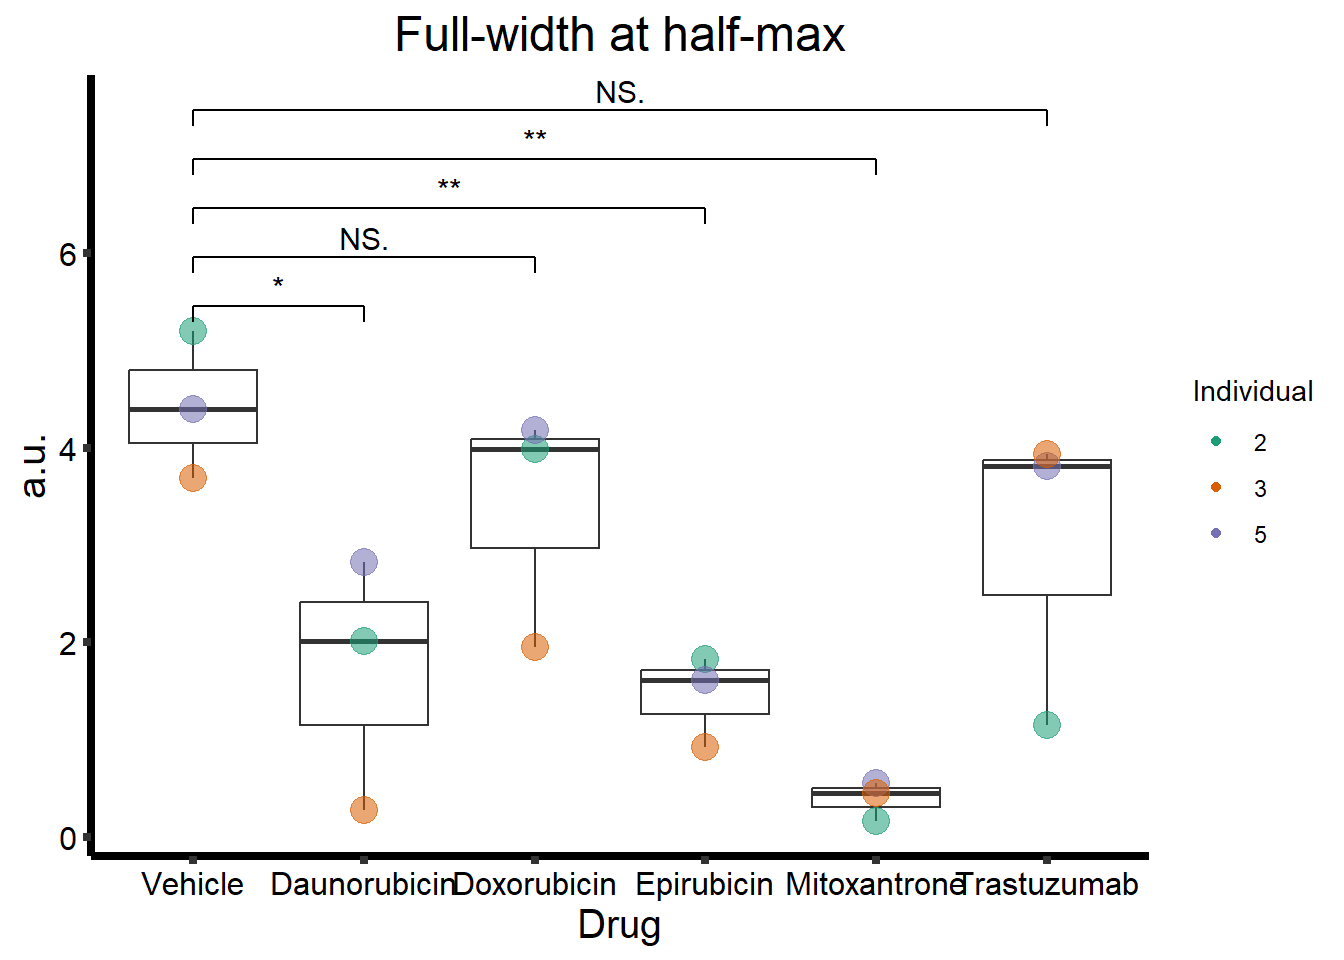 Full-width at half-max
NS.
**
**
NS.
*
6
4
2
0
a.u.
Vehicle Daunorubicin Doxorubicin Epirubicin Mitoxantrone Trastuzumab
Drug
Individual
2
3
5